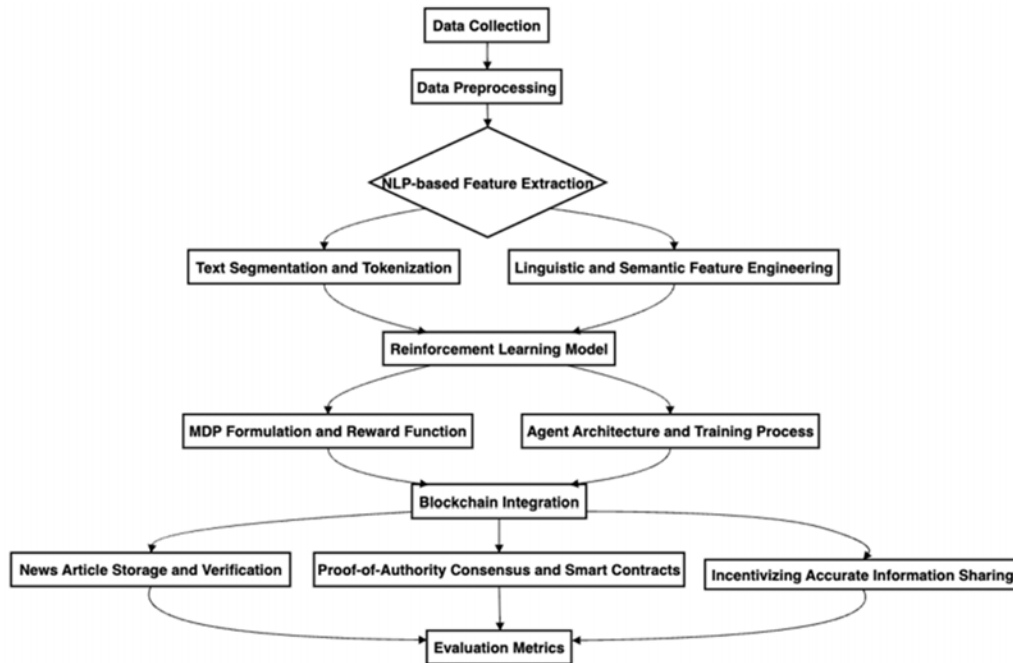 Data Collection
Data Preprocessing
NLP-based Feature Extraction
Text Segmentation and Tokenization
Linguistic and Semantic Feature Engineering
Reinforcement Learning Model
MDP Formulation and Reward Function
Agent Architecture and Training Process
Blockchain Integration
News Article Storage and Verification
Proof-of-Authority Consensus and Smart Contracts
Incentivizing Accurate Information Sharing
Evaluation Metrics